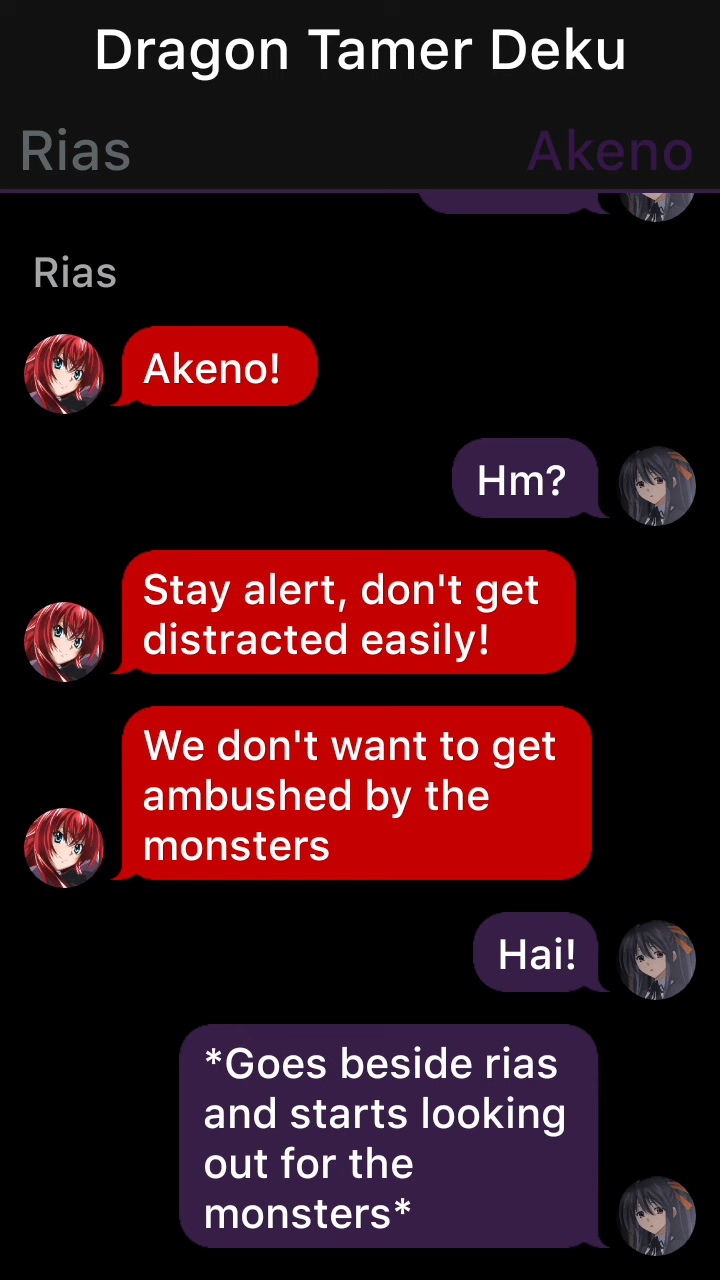 Dragon Tamer Deku
Rias
Akeno
Rias
Akeno!
Hm?
Stay alert, don't get
distracted easily!
We don't want to get
ambushed by the
monsters
Hai!
*Goes beside rias
and starts looking
out for the
monsters*